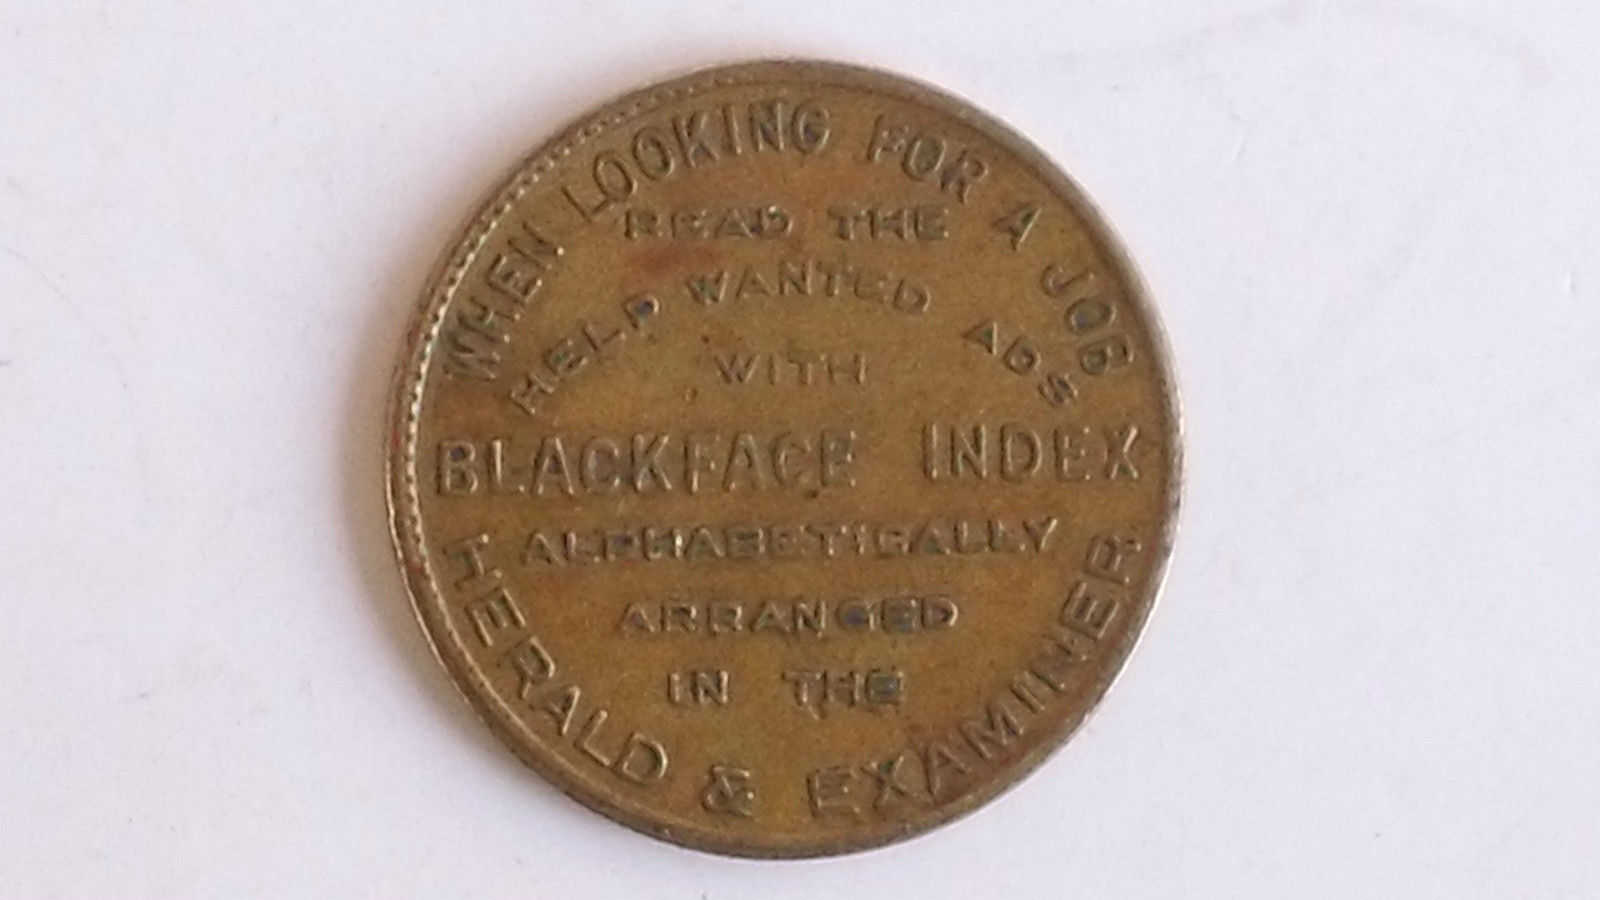 WHEN LOOKING FOR A JOB
READ THE
HELP WANTED ADS
WITH
BLACKFACE INDEX
ALPHABETICALLY
ARRANGED
IN THE
HERALD & EXAMINER